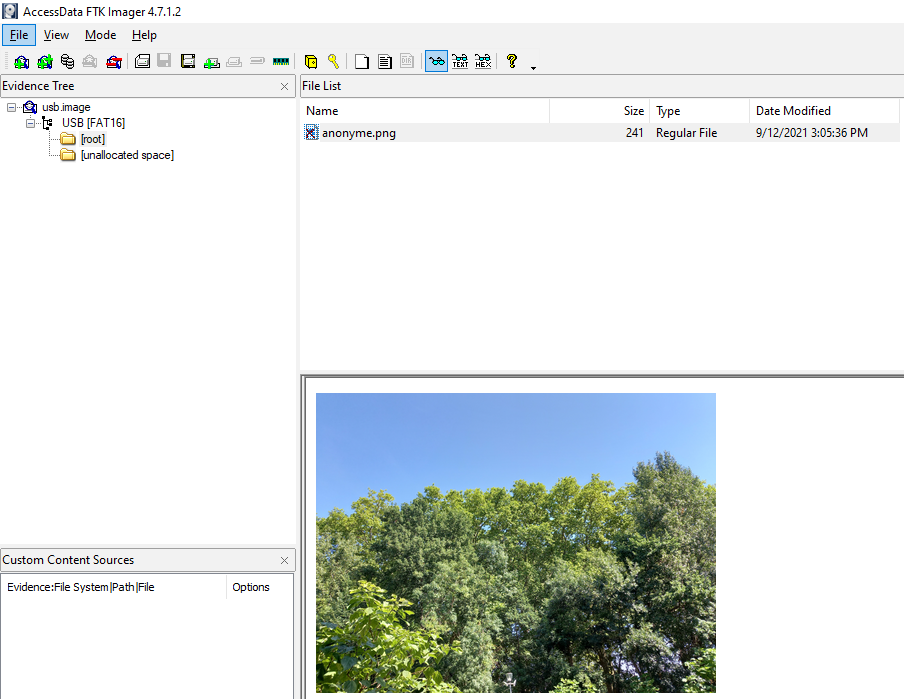 AccessData FTK Imager 4.7.1.2
File View Mode Help
TEXT HEX DIR
Evidence Tree
File List
usb.image
USB [FAT16]
[root]
[unallocated space]
Name Size Type Date Modified
anonyme.png 241 Regular File 9/12/2021 3:05:36 PM
Custom Content Sources
Evidence:File System|Path|File Options